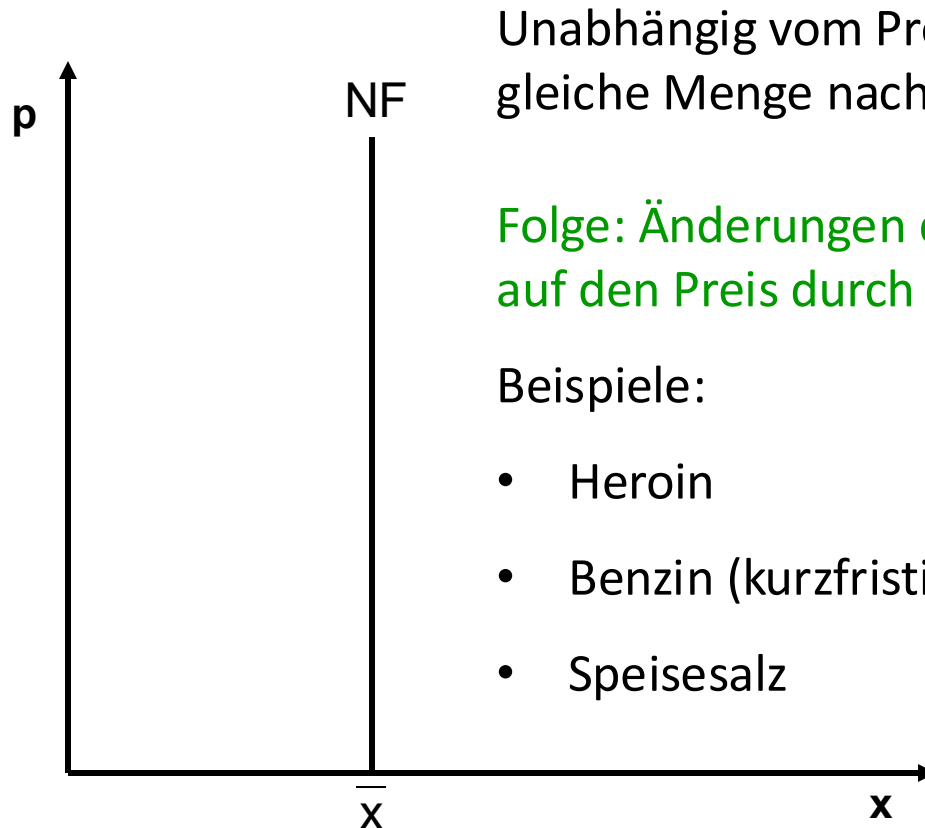 Unabhängig vom Pr
gleiche Menge nach
p
NF
Folge: Änderungen
auf den Preis durch
Beispiele:
• Heroin
• Benzin (kurzfristi
• Speisesalz
x̅
x